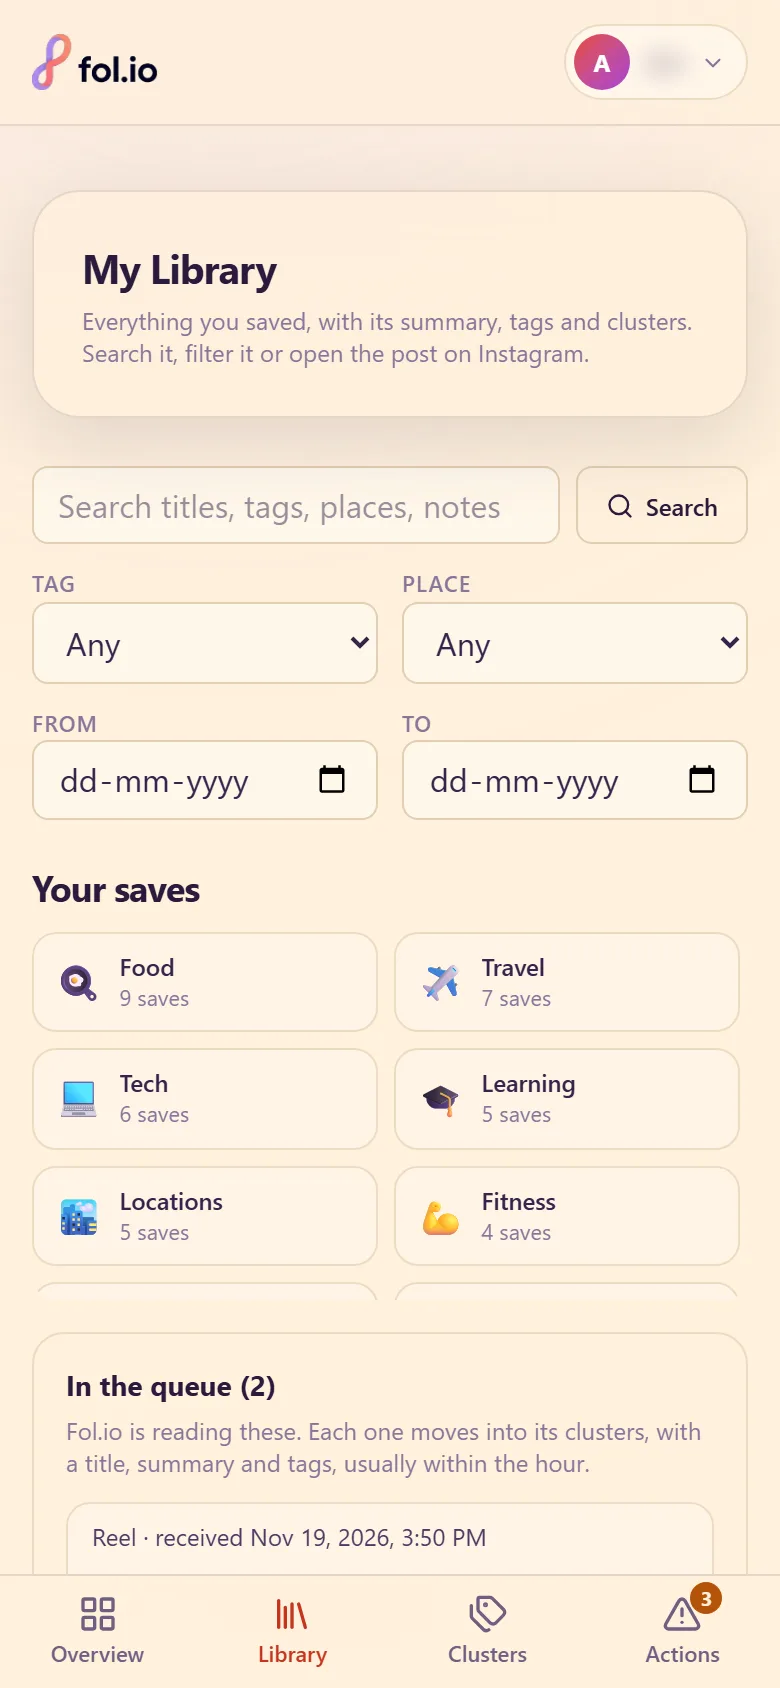 fol.io
A
My Library
Everything you saved, with its summary, tags and clusters.
Search it, filter it or open the post on Instagram.
Search titles, tags, places, notes
Search
TAG
PLACE
Any
Any
FROM
TO
dd-mm-yyyy
dd-mm-yyyy
Your saves
Food
9 saves
Travel
7 saves
Tech
6 saves
Learning
5 saves
Locations
5 saves
Fitness
4 saves
In the queue (2)
Fol.io is reading these. Each one moves into its clusters, with
a title, summary and tags, usually within the hour.
Reel · received Nov 19, 2026, 3:50 PM
3
Overview
Library
Clusters
Actions